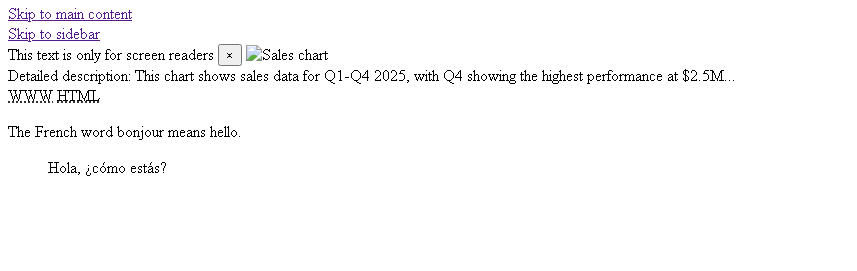 Skip to main content
Skip to sidebar
This text is only for screen readers × Sales chart
Detailed description: This chart shows sales data for Q1-Q4 2025, with Q4 showing the highest performance at $2.5M...
WWW HTML
The French word bonjour means hello.
Hola, ¿cómo estás?